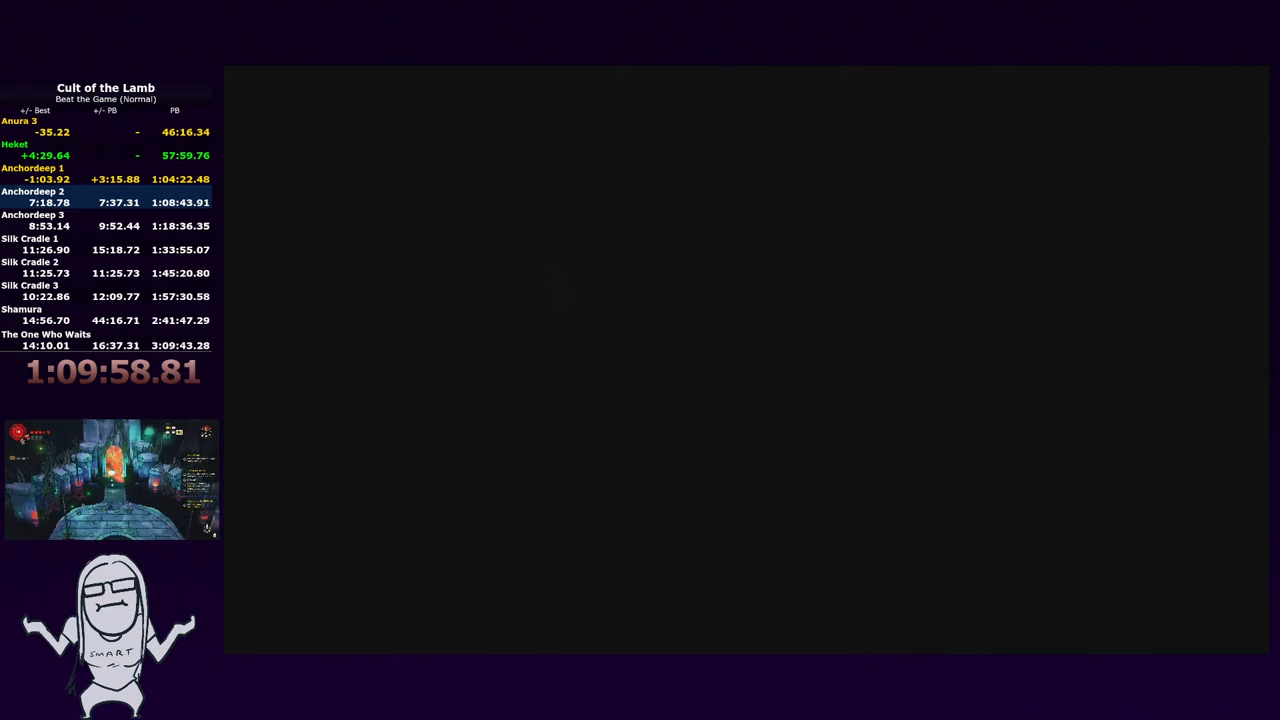 Cult of the Lamb
Beat the Game (Normal)
+/- Best +/- PB PB
Anura 3
-35.22 - 46:16.34
Heket
+4:29.64 - 57:59.76
Anchordeep 1
-1:03.92 +3:15.88 1:04:22.48
Anchordeep 2
7:18.78 7:37.31 1:08:43.91
Anchordeep 3
8:53.14 9:52.44 1:18:36.35
Silk Cradle 1
11:26.90 15:18.72 1:33:55.07
Silk Cradle 2
11:25.73 11:25.73 1:45:20.80
Silk Cradle 3
10:22.86 12:09.77 1:57:30.58
Shamura
14:56.70 44:16.71 2:41:47.29
The One Who Waits
14:10.01 16:37.31 3:09:43.28
1:09:58.81
SMART